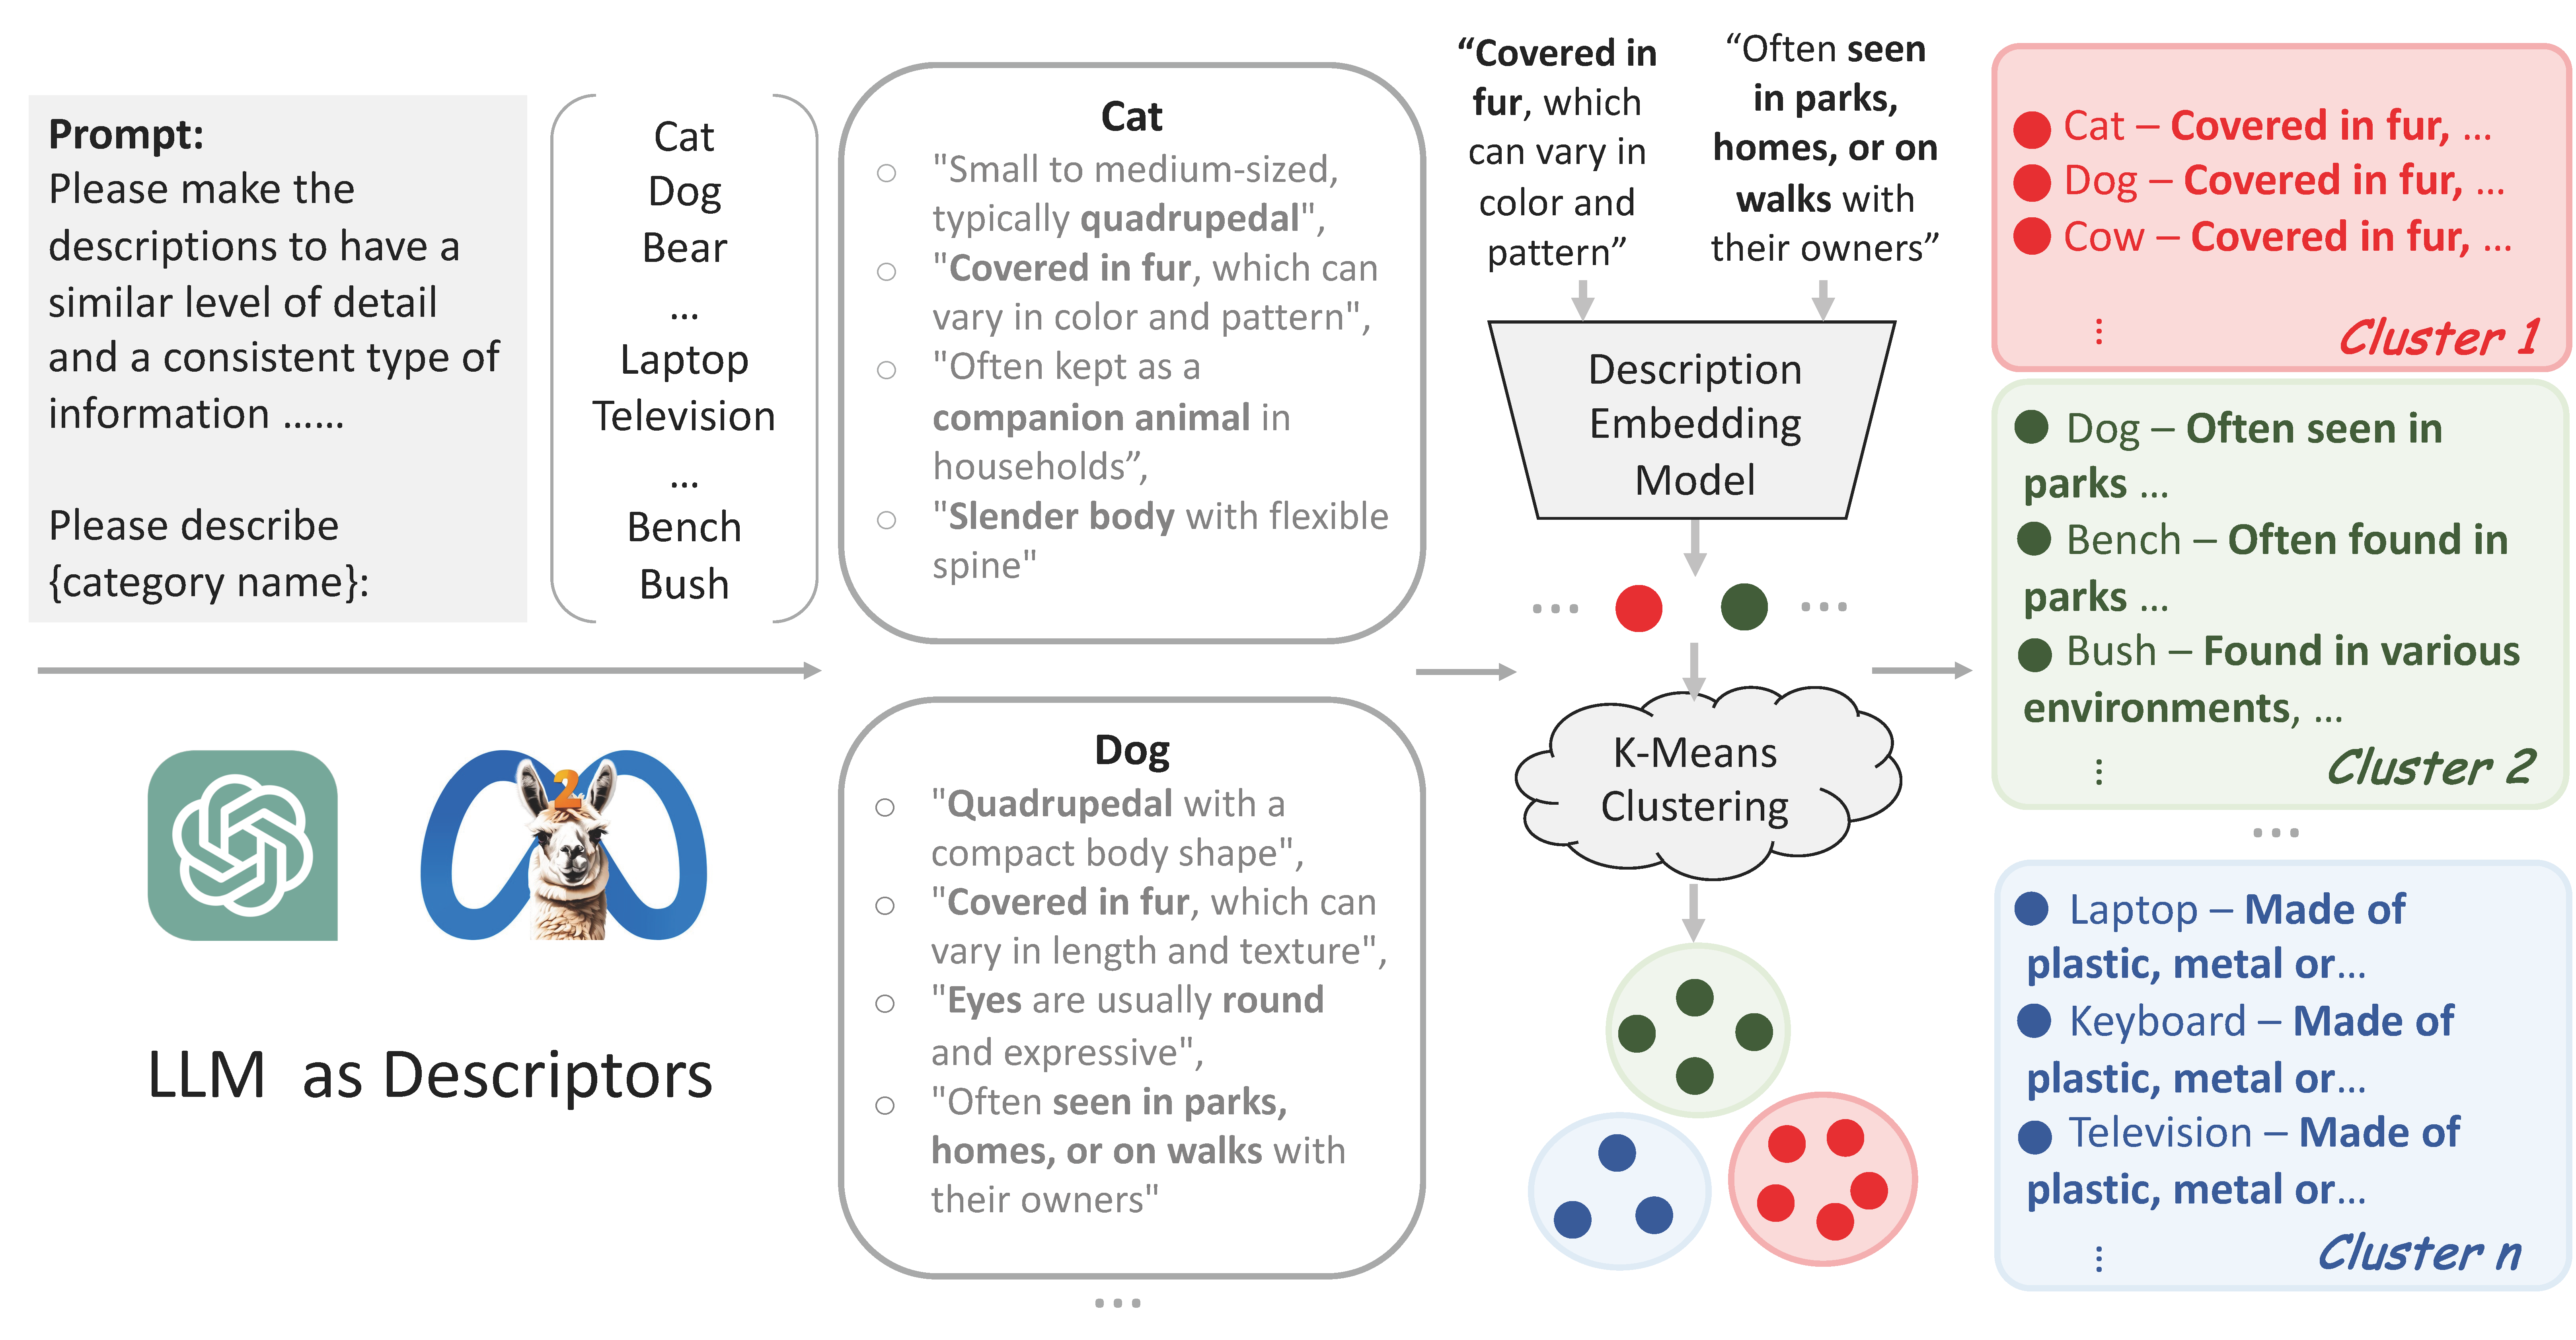 Prompt:
Please make the
descriptions to have a
similar level of detail
and a consistent type of
information ......
Please describe
{category name}:
Cat
Dog
Bear
...
Laptop
Television
...
Bench
Bush
2
LLM  as Descriptors
Cat
○ "Small to medium-sized,
typically quadrupedal",
○ "Covered in fur, which can
vary in color and pattern",
○ "Often kept as a
companion animal in
households”,
○ "Slender body with flexible
spine"
Dog
○ "Quadrupedal with a
compact body shape",
○ "Covered in fur, which can
vary in length and texture",
○ "Eyes are usually round
and expressive",
○ "Often seen in parks,
homes, or on walks with
their owners"
...
“Covered in
fur, which
can vary in
color and
pattern”
“Often seen
in parks,
homes, or on
walks with
their owners”
Description
Embedding
Model
... ...
K-Means
Clustering
Cat – Covered in fur, ...
Dog – Covered in fur, ...
Cow – Covered in fur, ...
⋮
Cluster 1
Dog – Often seen in
parks ...
Bench – Often found in
parks ...
Bush – Found in various
environments, ...
⋮
Cluster 2
...
Laptop – Made of
plastic, metal or...
Keyboard – Made of
plastic, metal or...
Television – Made of
plastic, metal or...
⋮
Cluster n